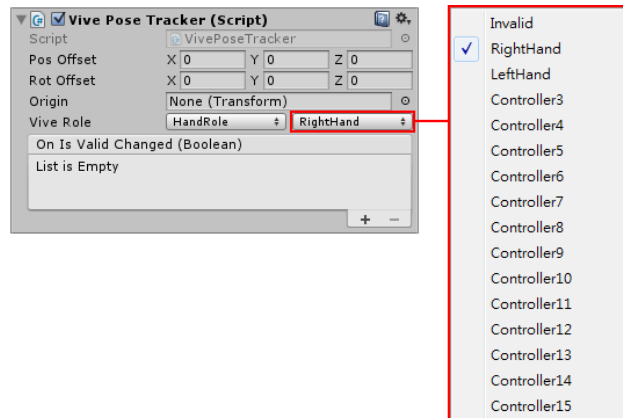 Vive Pose Tracker (Script)
Script VivePoseTracker
Pos Offset X 0 Y 0 Z 0
Rot Offset X 0 Y 0 Z 0
Origin None (Transform)
Vive Role HandRole RightHand
On Is Valid Changed (Boolean)
List is Empty
+ −
Invalid
✓ RightHand
LeftHand
Controller3
Controller4
Controller5
Controller6
Controller7
Controller8
Controller9
Controller10
Controller11
Controller12
Controller13
Controller14
Controller15